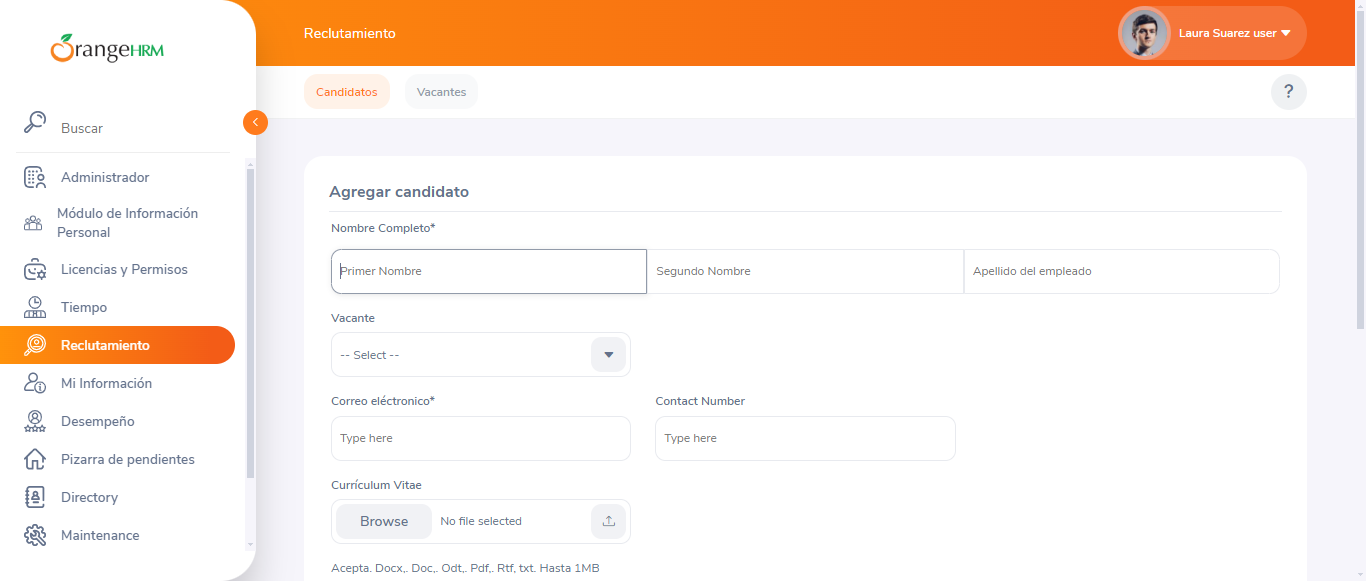 OrangeHRM
Buscar
Administrador
Módulo de Información
Personal
Licencias y Permisos
Tiempo
Reclutamiento
Mi Información
Desempeño
Pizarra de pendientes
Directory
Maintenance
Reclutamiento
Laura Suarez user
Candidatos
Vacantes
?
Agregar candidato
Nombre Completo*
Primer Nombre
Segundo Nombre
Apellido del empleado
Vacante
-- Select --
Correo eléctronico*
Contact Number
Type here
Type here
Currículum Vitae
Browse
No file selected
Acepta. Docx,. Doc,. Odt,. Pdf,. Rtf, txt. Hasta 1MB